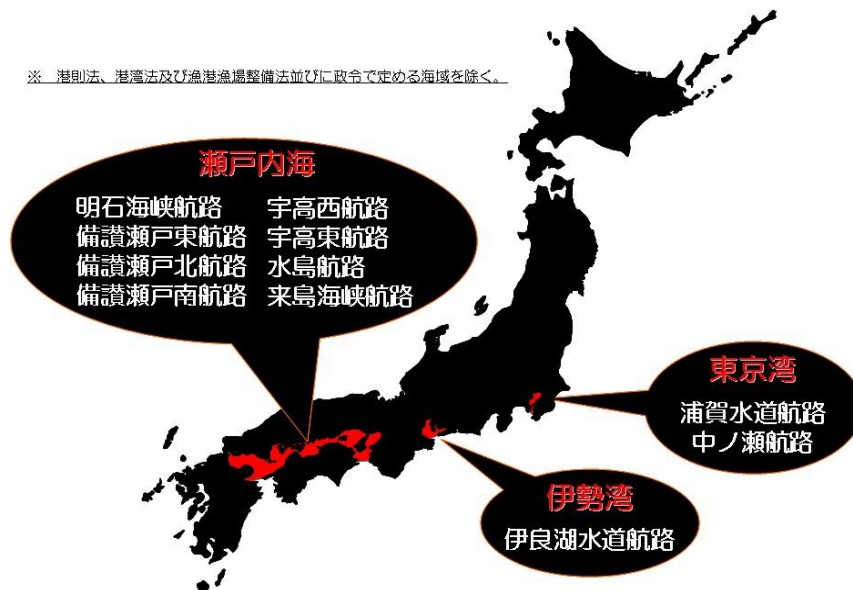 ※ 港則法、港湾法及び漁港漁場整備法並びに政令で定める海域を除く。
瀬戸内海
明石海峡航路 宇高西航路
備讃瀬戸東航路 宇高東航路
備讃瀬戸北航路 水島航路
備讃瀬戸南航路 来島海峡航路
東京湾
浦賀水道航路
中ノ瀬航路
伊勢湾
伊良湖水道航路